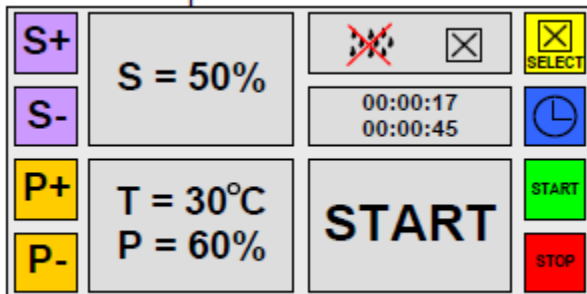 S+
S-
P+
P-
S = 50%
T = 30°C
P = 60%
00:00:17
00:00:45
START
SELECT
START
STOP